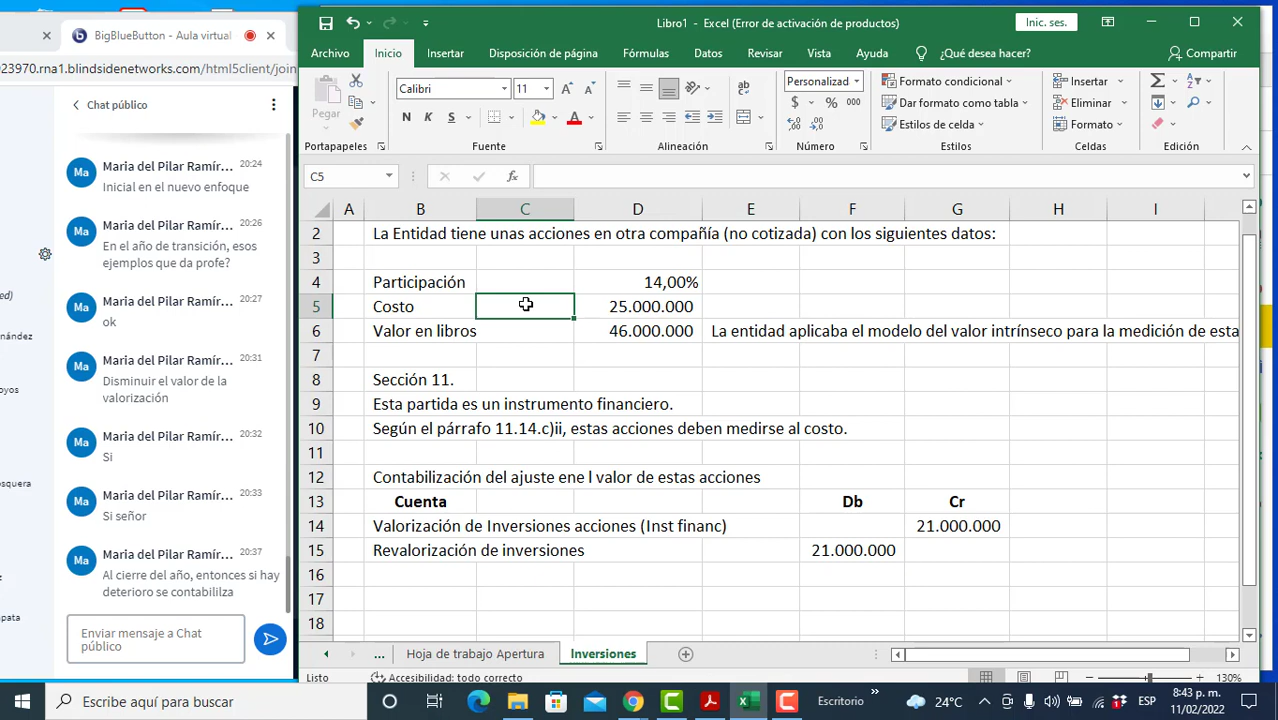 BigBlueButton - Aula virtual
23970.rna1.blindsidenetworks.com/html5client/join
Chat público
Ma
Maria del Pilar Ramír... 20:24
Inicial en el nuevo enfoque
Ma
Maria del Pilar Ramír... 20:26
En el año de transición, esos
ejemplos que da profe?
Ma
Maria del Pilar Ramír... 20:27
ok
Ma
Maria del Pilar Ramír... 20:31
Disminuir el valor de la
valorización
Ma
Maria del Pilar Ramír... 20:32
Si
Ma
Maria del Pilar Ramír... 20:33
Si señor
Ma
Maria del Pilar Ramír... 20:37
Al cierre del año, entonces si hay
deterioro se contabililza
Enviar mensaje a Chat
público
Libro1 - Excel (Error de activación de productos)
Inic. ses.
Archivo Inicio Insertar Disposición de página Fórmulas Datos Revisar Vista Ayuda ¿Qué desea hacer? Compartir
Pegar
Calibri 11
N K S
Personalizad
$ % 000
Formato condicional
Dar formato como tabla
Estilos de celda
Insertar
Eliminar
Formato
Portapapeles Fuente Alineación Número Estilos Celdas Edición
C5 fx
A B C D E F G H I
2 La Entidad tiene unas acciones en otra compañía (no cotizada) con los siguientes datos:
3
4 Participación 14,00%
5 Costo 25.000.000
6 Valor en libros 46.000.000 La entidad aplicaba el modelo del valor intrínseco para la medición de esta
7
8 Sección 11.
9 Esta partida es un instrumento financiero.
10 Según el párrafo 11.14.c)ii, estas acciones deben medirse al costo.
11
12 Contabilización del ajuste ene l valor de estas acciones
13 Cuenta Db Cr
14 Valorización de Inversiones acciones (Inst financ) 21.000.000
15 Revalorización de inversiones 21.000.000
16
17
18
... Hoja de trabajo Apertura Inversiones
Listo Accesibilidad: todo correcto 130%
Escribe aquí para buscar
Escritorio
24°C
ESP
8:43 p. m.
11/02/2022